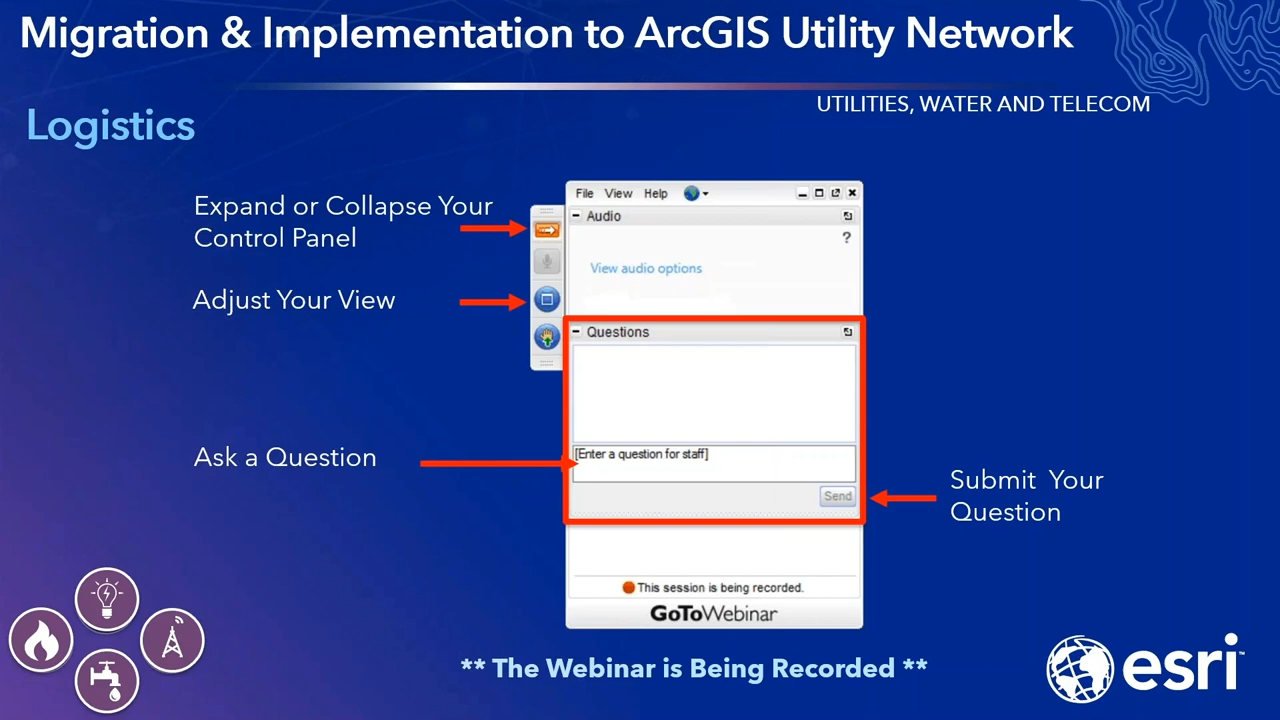 Migration & Implementation to ArcGIS Utility Network
UTILITIES, WATER AND TELECOM
Logistics
Expand or Collapse Your
Control Panel
Adjust Your View
Ask a Question
File View Help
Audio
?
View audio options
Questions
[Enter a question for staff]
Send
Submit Your
Question
This session is being recorded.
GoToWebinar
** The Webinar is Being Recorded **
esri™